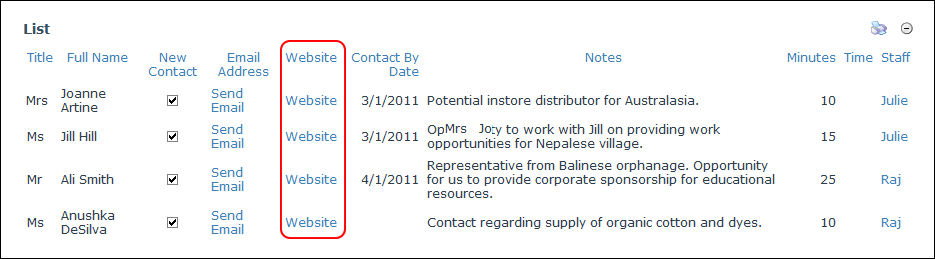 List
Title Full Name New Contact Email Address Website Contact By Date Notes Minutes Time Staff
Mrs Joanne Artine Send Email Website 3/1/2011 Potential instore distributor for Australasia. 10 Julie
Ms Jill Hill Send Email Website 3/1/2011 OpMrs to work with Jill on providing work
opportunities for Nepalese village. 15 Julie
Mr Ali Smith Send Email Website 4/1/2011 Representative from Balinese orphanage. Opportunity
for us to provide corporate sponsorship for educational
resources. 25 Raj
Ms Anushka DeSilva Send Email Website Contact regarding supply of organic cotton and dyes. 10 Raj